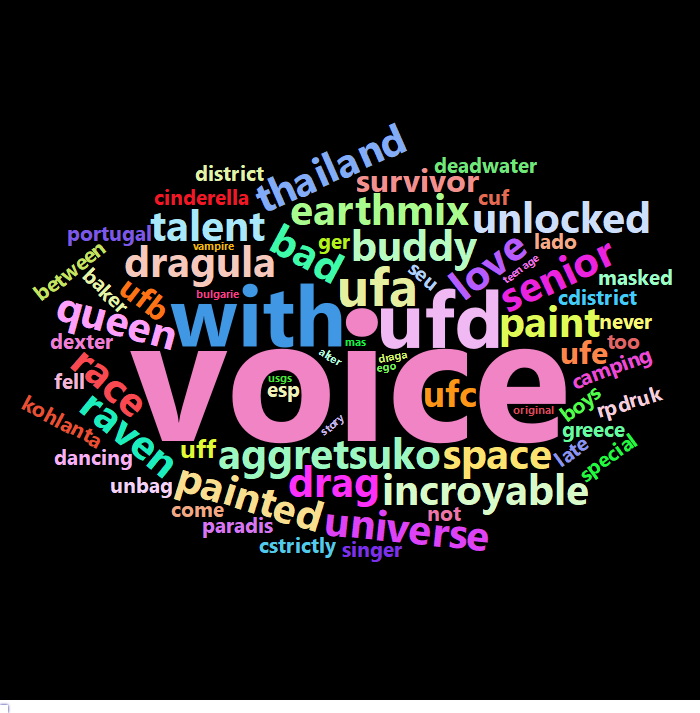 thailand
deadwater
district
survivor
cinderella
cuf
earthmix
unlocked
talent
portugal
bad
ger
buddy
love
lado
vampire
between
dragula
seu
teenage
senior
masked
baker
ufb
bulgarie
ufa
cdistrict
queen
with
ufd
paint
never
dexter
mas
ufe
too
race
voice
aker
draga
ego
camping
fell
usgs
esp
ufc
boys
rpdruk
kohlanta
raven
story
original
greece
uff
aggretsuko
space
late
special
dancing
unbag
painted
drag
incroyable
come
paradis
universe
not
cstrictly
singer